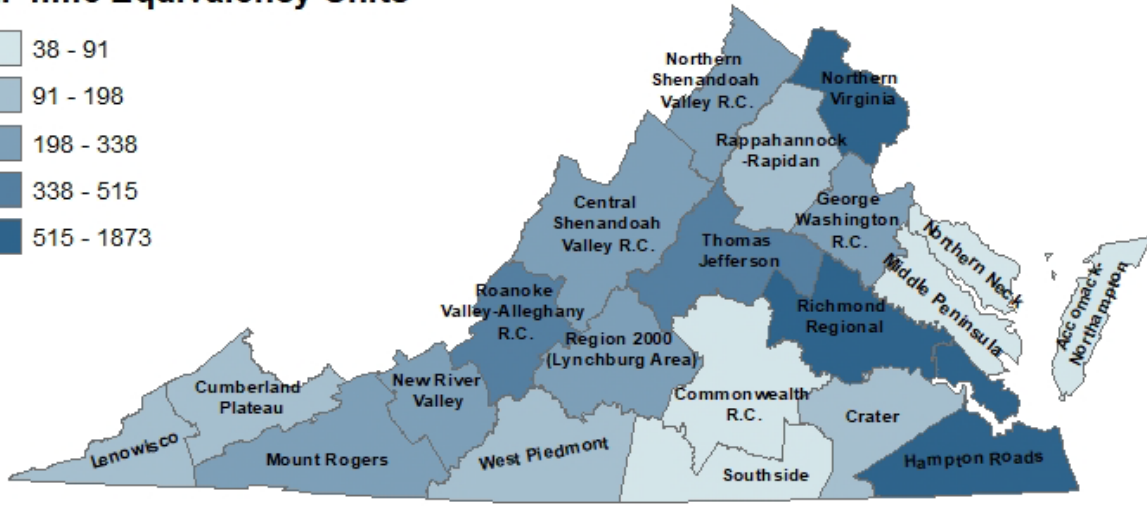 Equivalency Units
38 - 91
91 - 198
198 - 338
338 - 515
515 - 1873
Northern
Shenandoah
Valley R.C.
Northern
Virginia
Rappahannock
-Rapidan
Central
Shenandoah
Valley R.C.
George
Washington
R.C.
Thomas
Jefferson
Northern Neck
Middle Peninsula
Accomack-
Northampton
Roanoke
Valley-Alleghany
R.C.
Richmond
Regional
Region 2000
(Lynchburg Area)
New River
Valley
Cumberland
Plateau
Commonwealth
R.C.
Crater
Lenowisco
Mount Rogers
West Piedmont
Southside
Hampton Roads